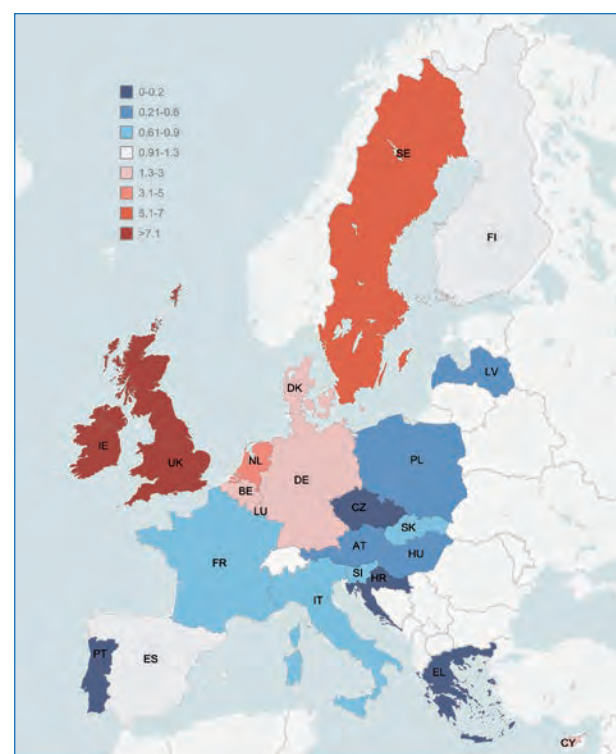 0-0.2
0.21-0.6
0.61-0.9
0.91-1.3
1.3-3
3.1-5
5.1-7
>7.1
SE
FI
LV
DK
IE
UK
NL
BE
LU
DE
PL
CZ
SK
AT
HU
FR
SI
HR
IT
PT
ES
EL
CY